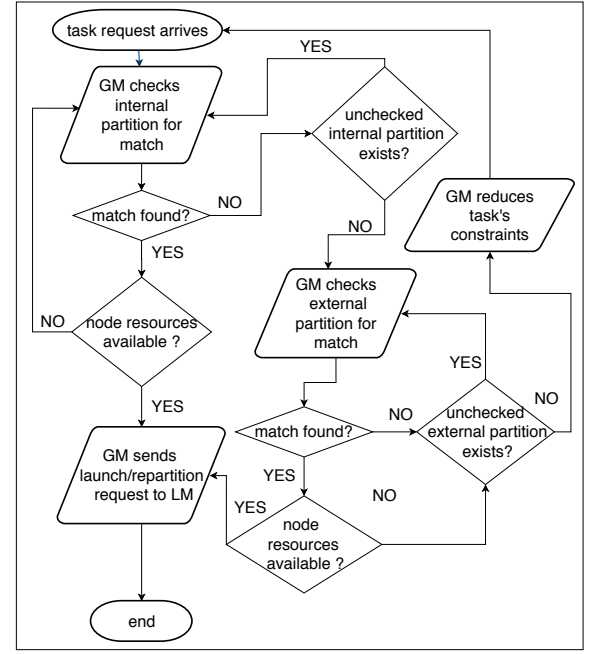 task request arrives
YES
GM checks
internal
partition for
match
unchecked
internal partition
exists?
match found?
NO
GM reduces
task's
constraints
YES
NO
GM checks
external
partition for
match
NO
node resources
available ?
YES
YES
NO
match found?
NO
unchecked
external partition
exists?
GM sends
launch/repartition
request to LM
YES
YES
NO
node
resources
available ?
end